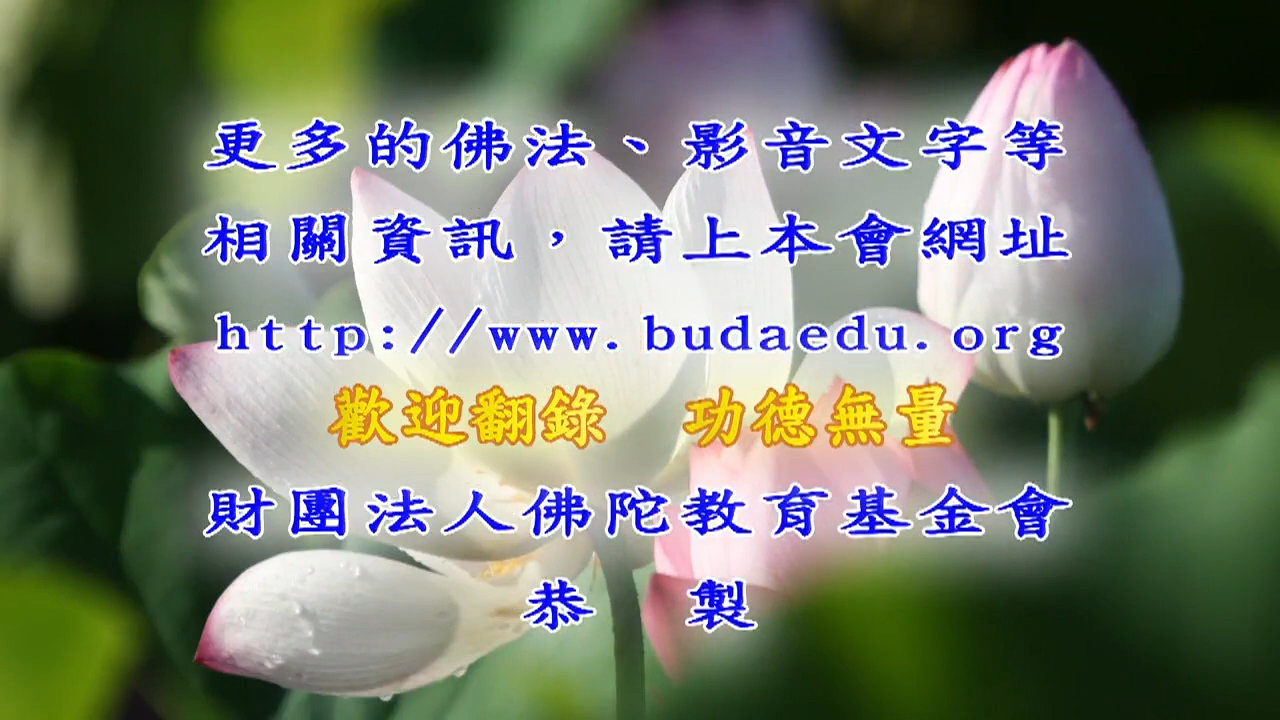 更多的佛法、影音文字等
相關資訊，請上本會網址
http://www.budaedu.org
歡迎翻錄　功德無量
財團法人佛陀教育基金會
恭　製